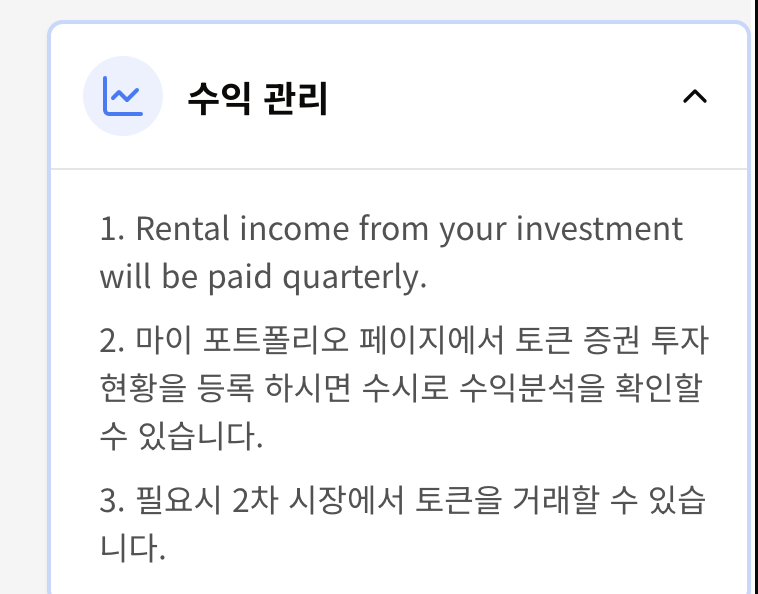 수익 관리
1. Rental income from your investment
will be paid quarterly.
2. 마이 포트폴리오 페이지에서 토큰 증권 투자
현황을 등록 하시면 수시로 수익분석을 확인할
수 있습니다.
3. 필요시 2차 시장에서 토큰을 거래할 수 있습
니다.